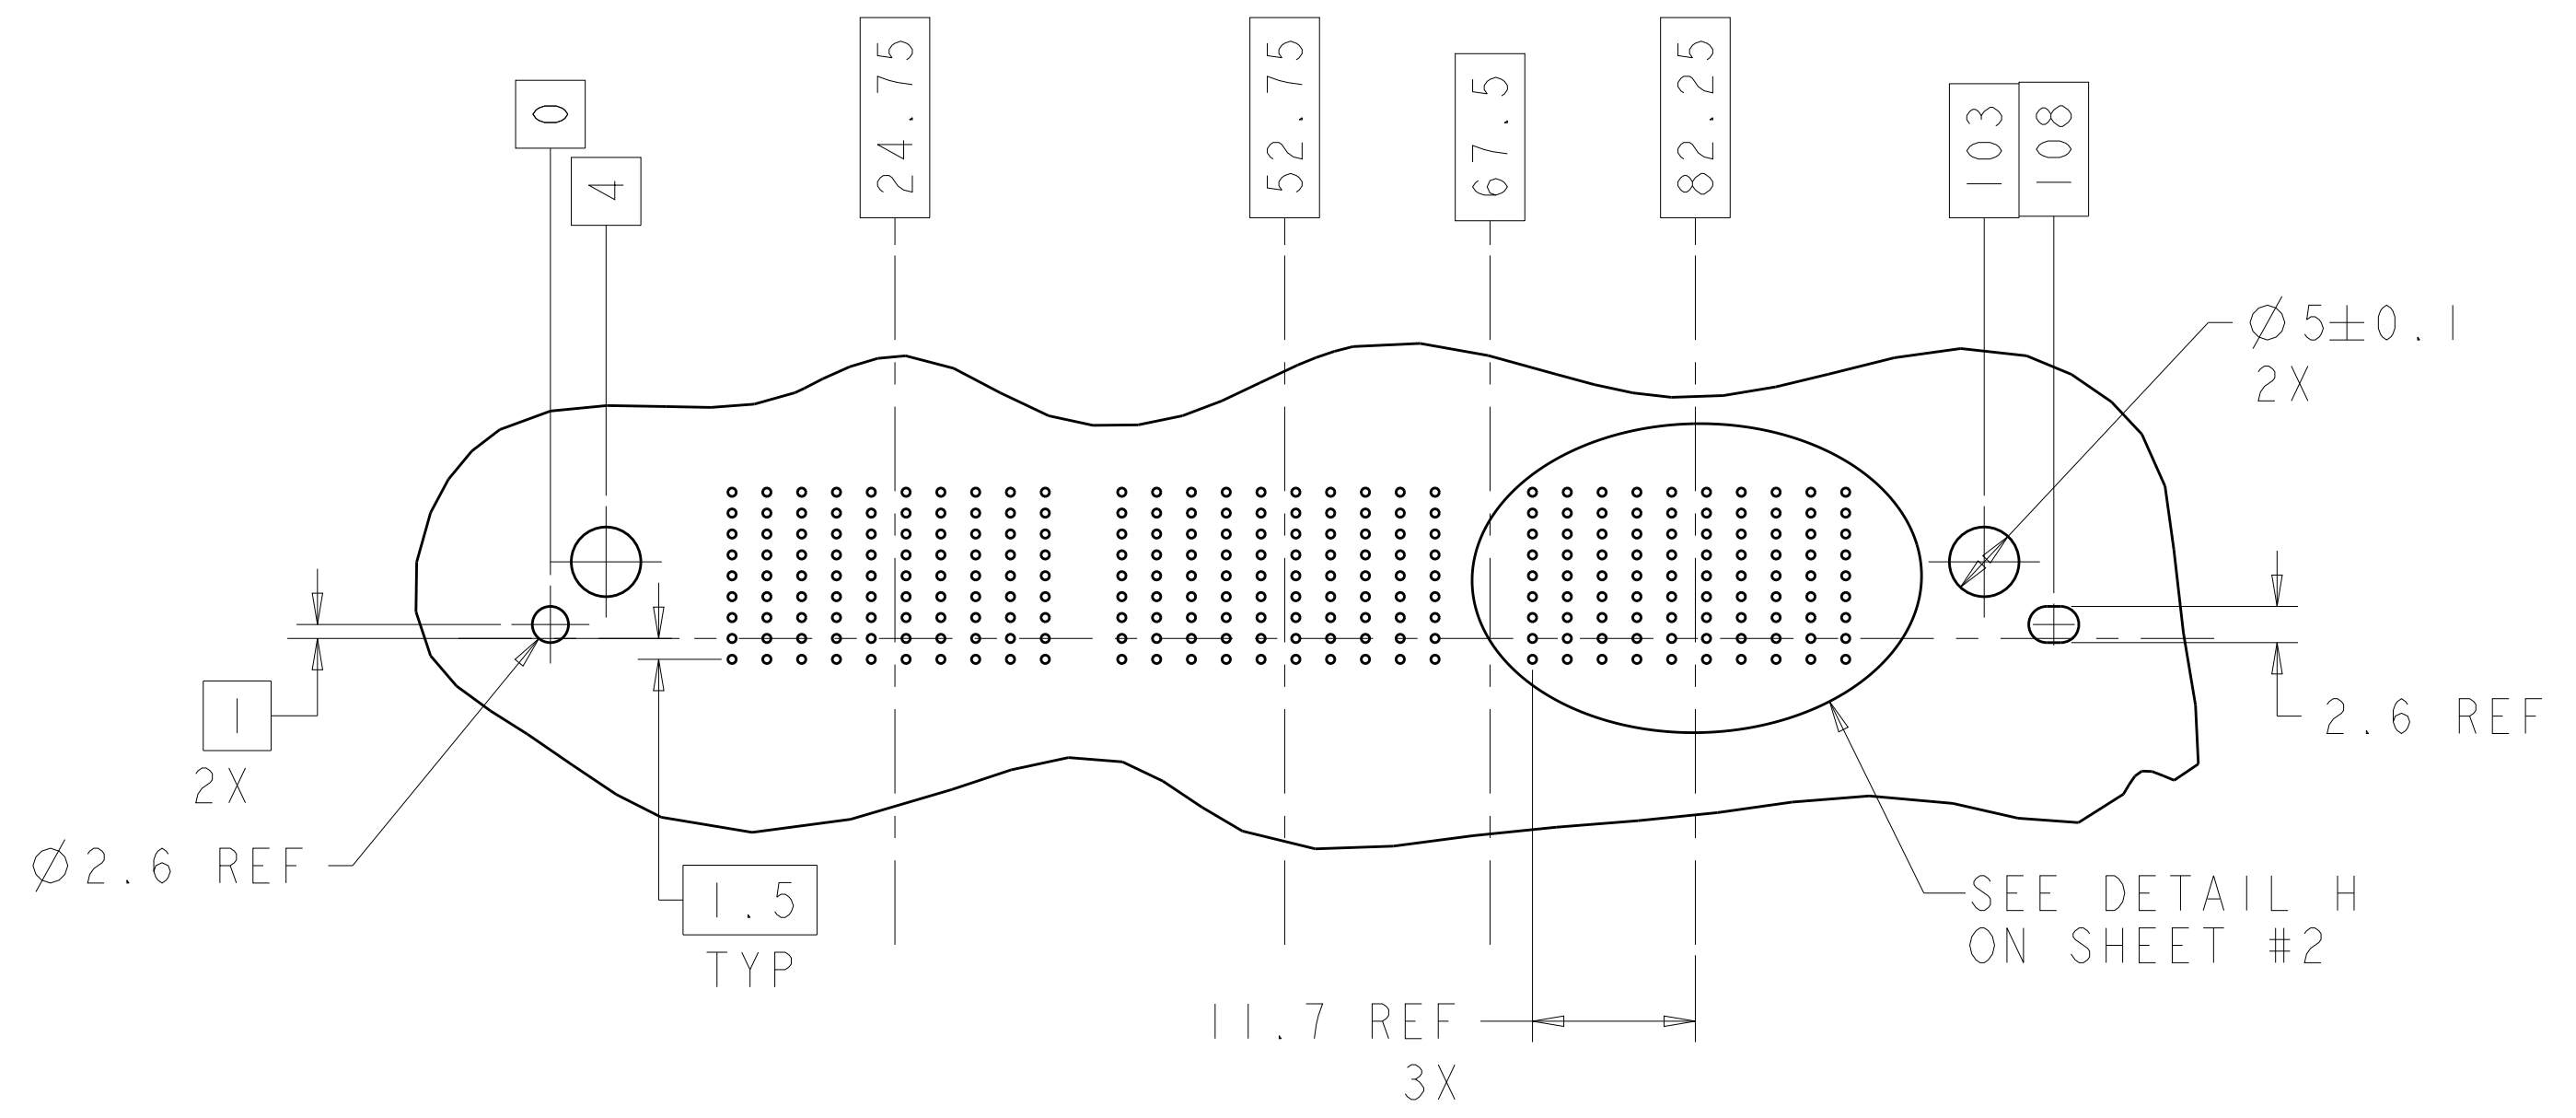 0
4
24.75
52.75
67.5
82.25
103
108
Ø5±0.1
2X
1
2X
2.6 REF
Ø2.6 REF
1.5
TYP
SEE DETAIL H
ON SHEET #2
11.7 REF
3X